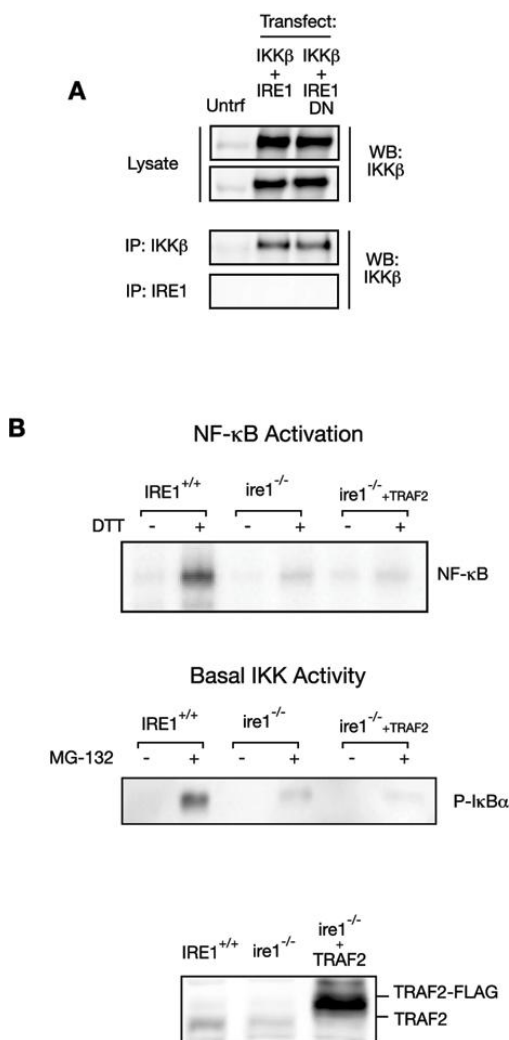 A
Transfect:
IKKβ + IRE1
IKKβ + IRE1 DN
Untrf
Lysate
WB: IKKβ
IP: IKKβ
IP: IRE1
WB: IKKβ
B
NF-κB Activation
IRE1+/+ ire1-/- ire1-/-+TRAF2
DTT - + - + - +
NF-κB
Basal IKK Activity
IRE1+/+ ire1-/- ire1-/-+TRAF2
MG-132 - + - + - +
P-IκBα
IRE1+/+ ire1-/- ire1-/- + TRAF2
TRAF2-FLAG
TRAF2